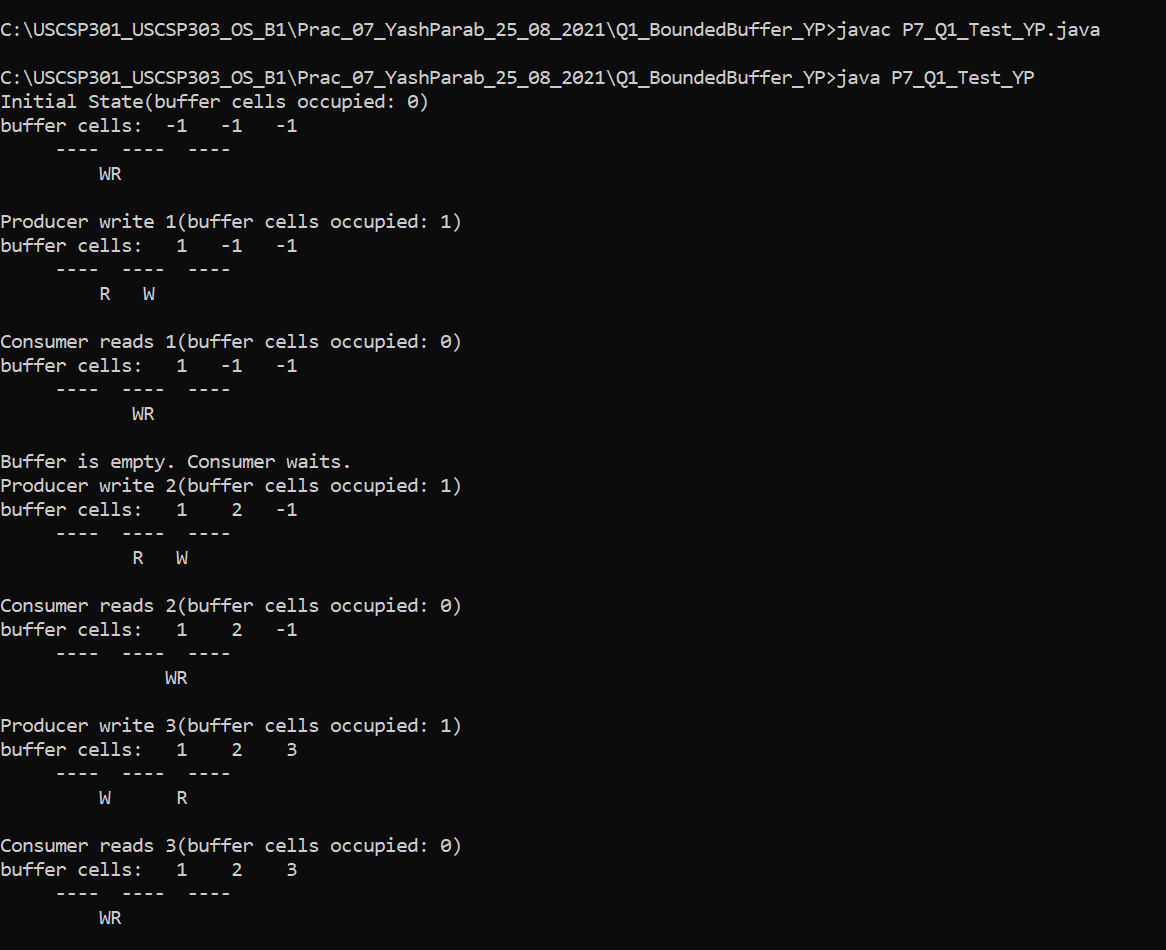 C:\USCSP301_USCSP303_OS_B1\Prac_07_YashParab_25_08_2021\Q1_BoundedBuffer_YP>javac P7_Q1_Test_YP.java

C:\USCSP301_USCSP303_OS_B1\Prac_07_YashParab_25_08_2021\Q1_BoundedBuffer_YP>java P7_Q1_Test_YP
Initial State(buffer cells occupied: 0)
buffer cells:  -1   -1   -1
     ----  ----  ----
         WR

Producer write 1(buffer cells occupied: 1)
buffer cells:   1   -1   -1
     ----  ----  ----
         R   W

Consumer reads 1(buffer cells occupied: 0)
buffer cells:   1   -1   -1
     ----  ----  ----
            WR

Buffer is empty. Consumer waits.
Producer write 2(buffer cells occupied: 1)
buffer cells:   1    2   -1
     ----  ----  ----
            R   W

Consumer reads 2(buffer cells occupied: 0)
buffer cells:   1    2   -1
     ----  ----  ----
               WR

Producer write 3(buffer cells occupied: 1)
buffer cells:   1    2    3
     ----  ----  ----
         W      R

Consumer reads 3(buffer cells occupied: 0)
buffer cells:   1    2    3
     ----  ----  ----
         WR